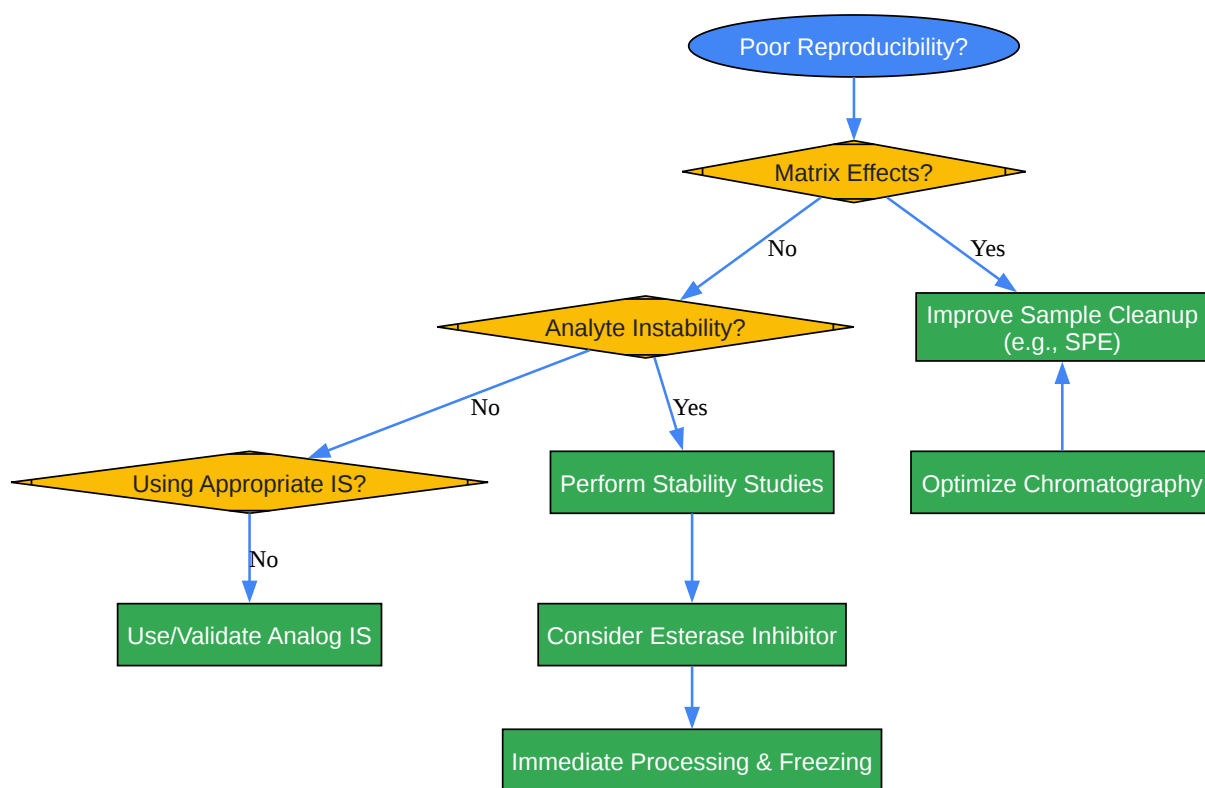 Poor Reproducibility?
Matrix Effects?
No
Yes
Analyte Instability?
Improve Sample Cleanup
(e.g., SPE)
No
Yes
Using Appropriate IS?
Perform Stability Studies
Optimize Chromatography
No
Use/Validate Analog IS
Consider Esterase Inhibitor
Immediate Processing & Freezing